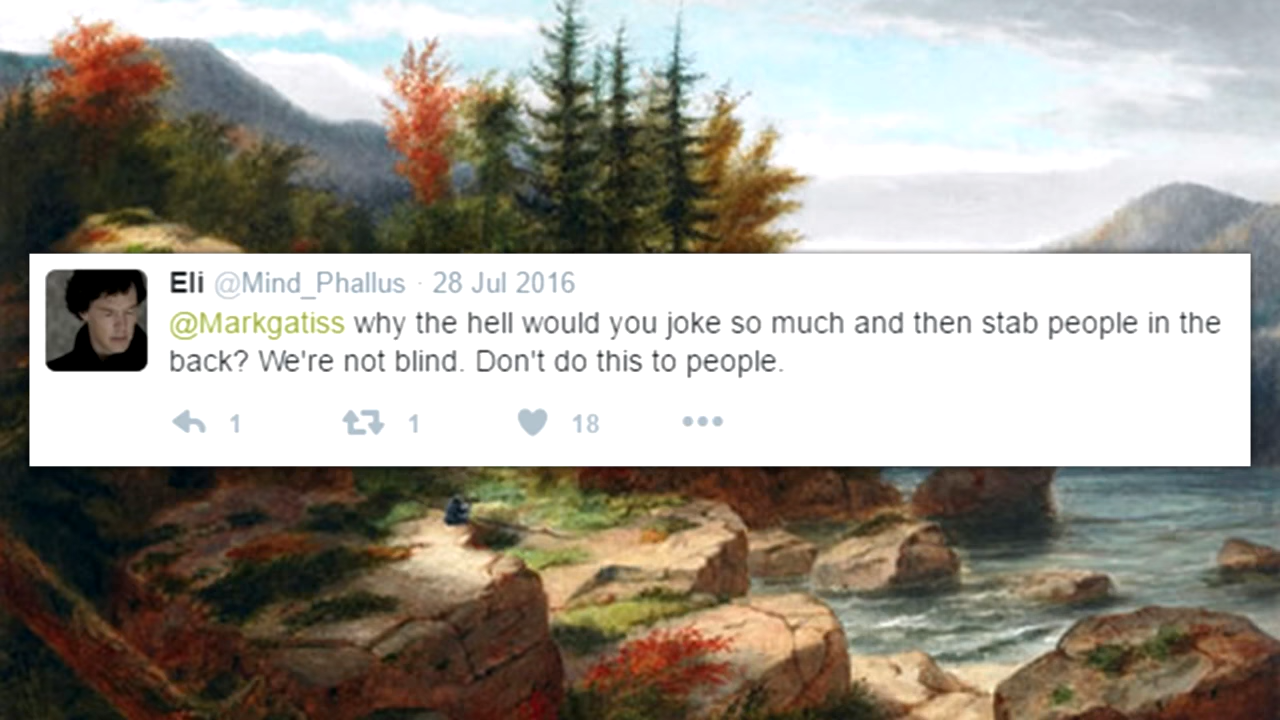 Eli @Mind_Phallus · 28 Jul 2016
@Markgatiss why the hell would you joke so much and then stab people in the
back? We're not blind. Don't do this to people.
1 1 18